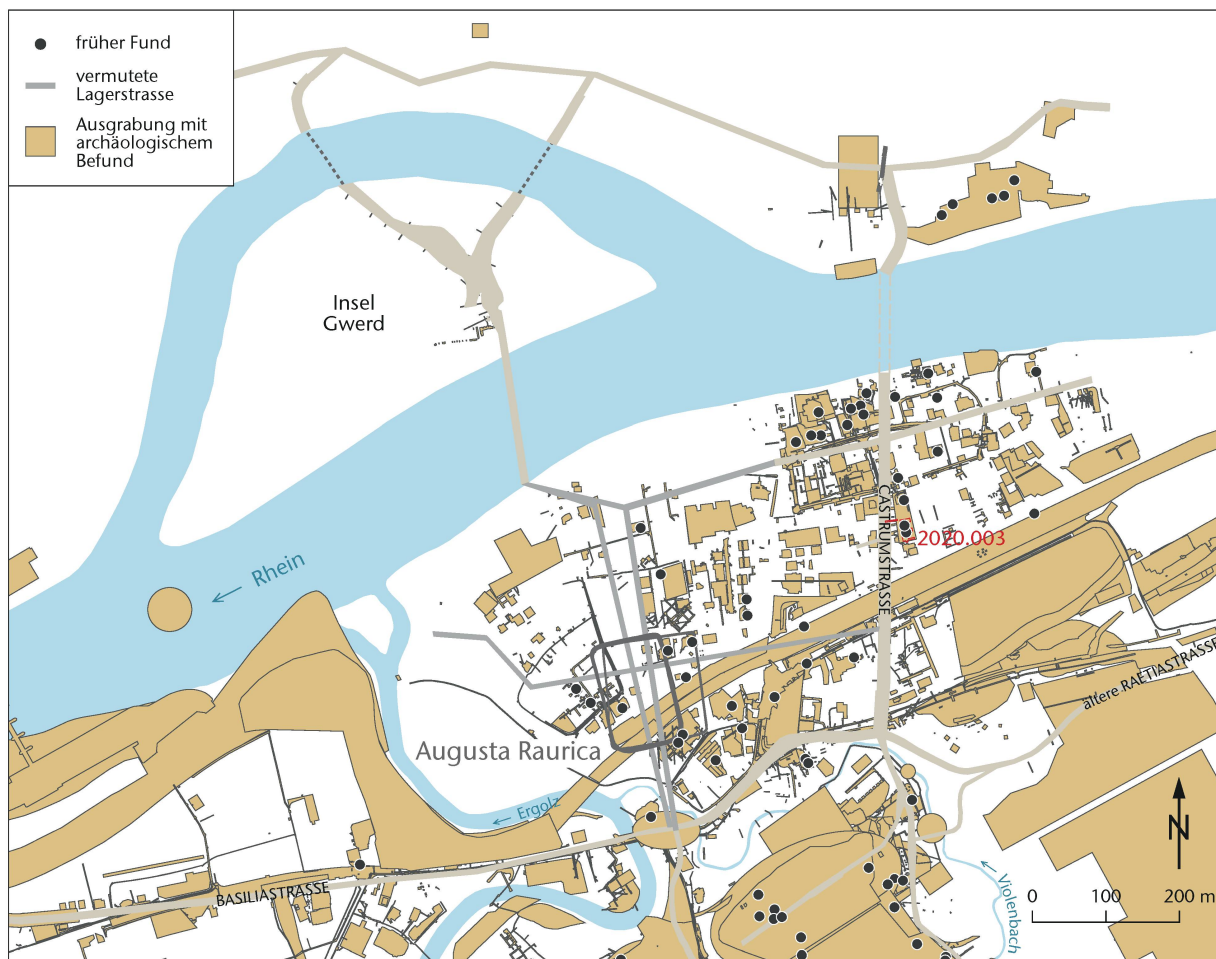 früher Fund
vermutete
Lagerstrasse
Ausgrabung mit
archäologischem
Befund
Insel
Gwerd
CASTRUMSTRASSE
2020.003
Rhein
ältere RAETIASTRASSE
Augusta Raurica
Ergolz
BASILIASTRASSE
Violenbach
N
0 100 200 m